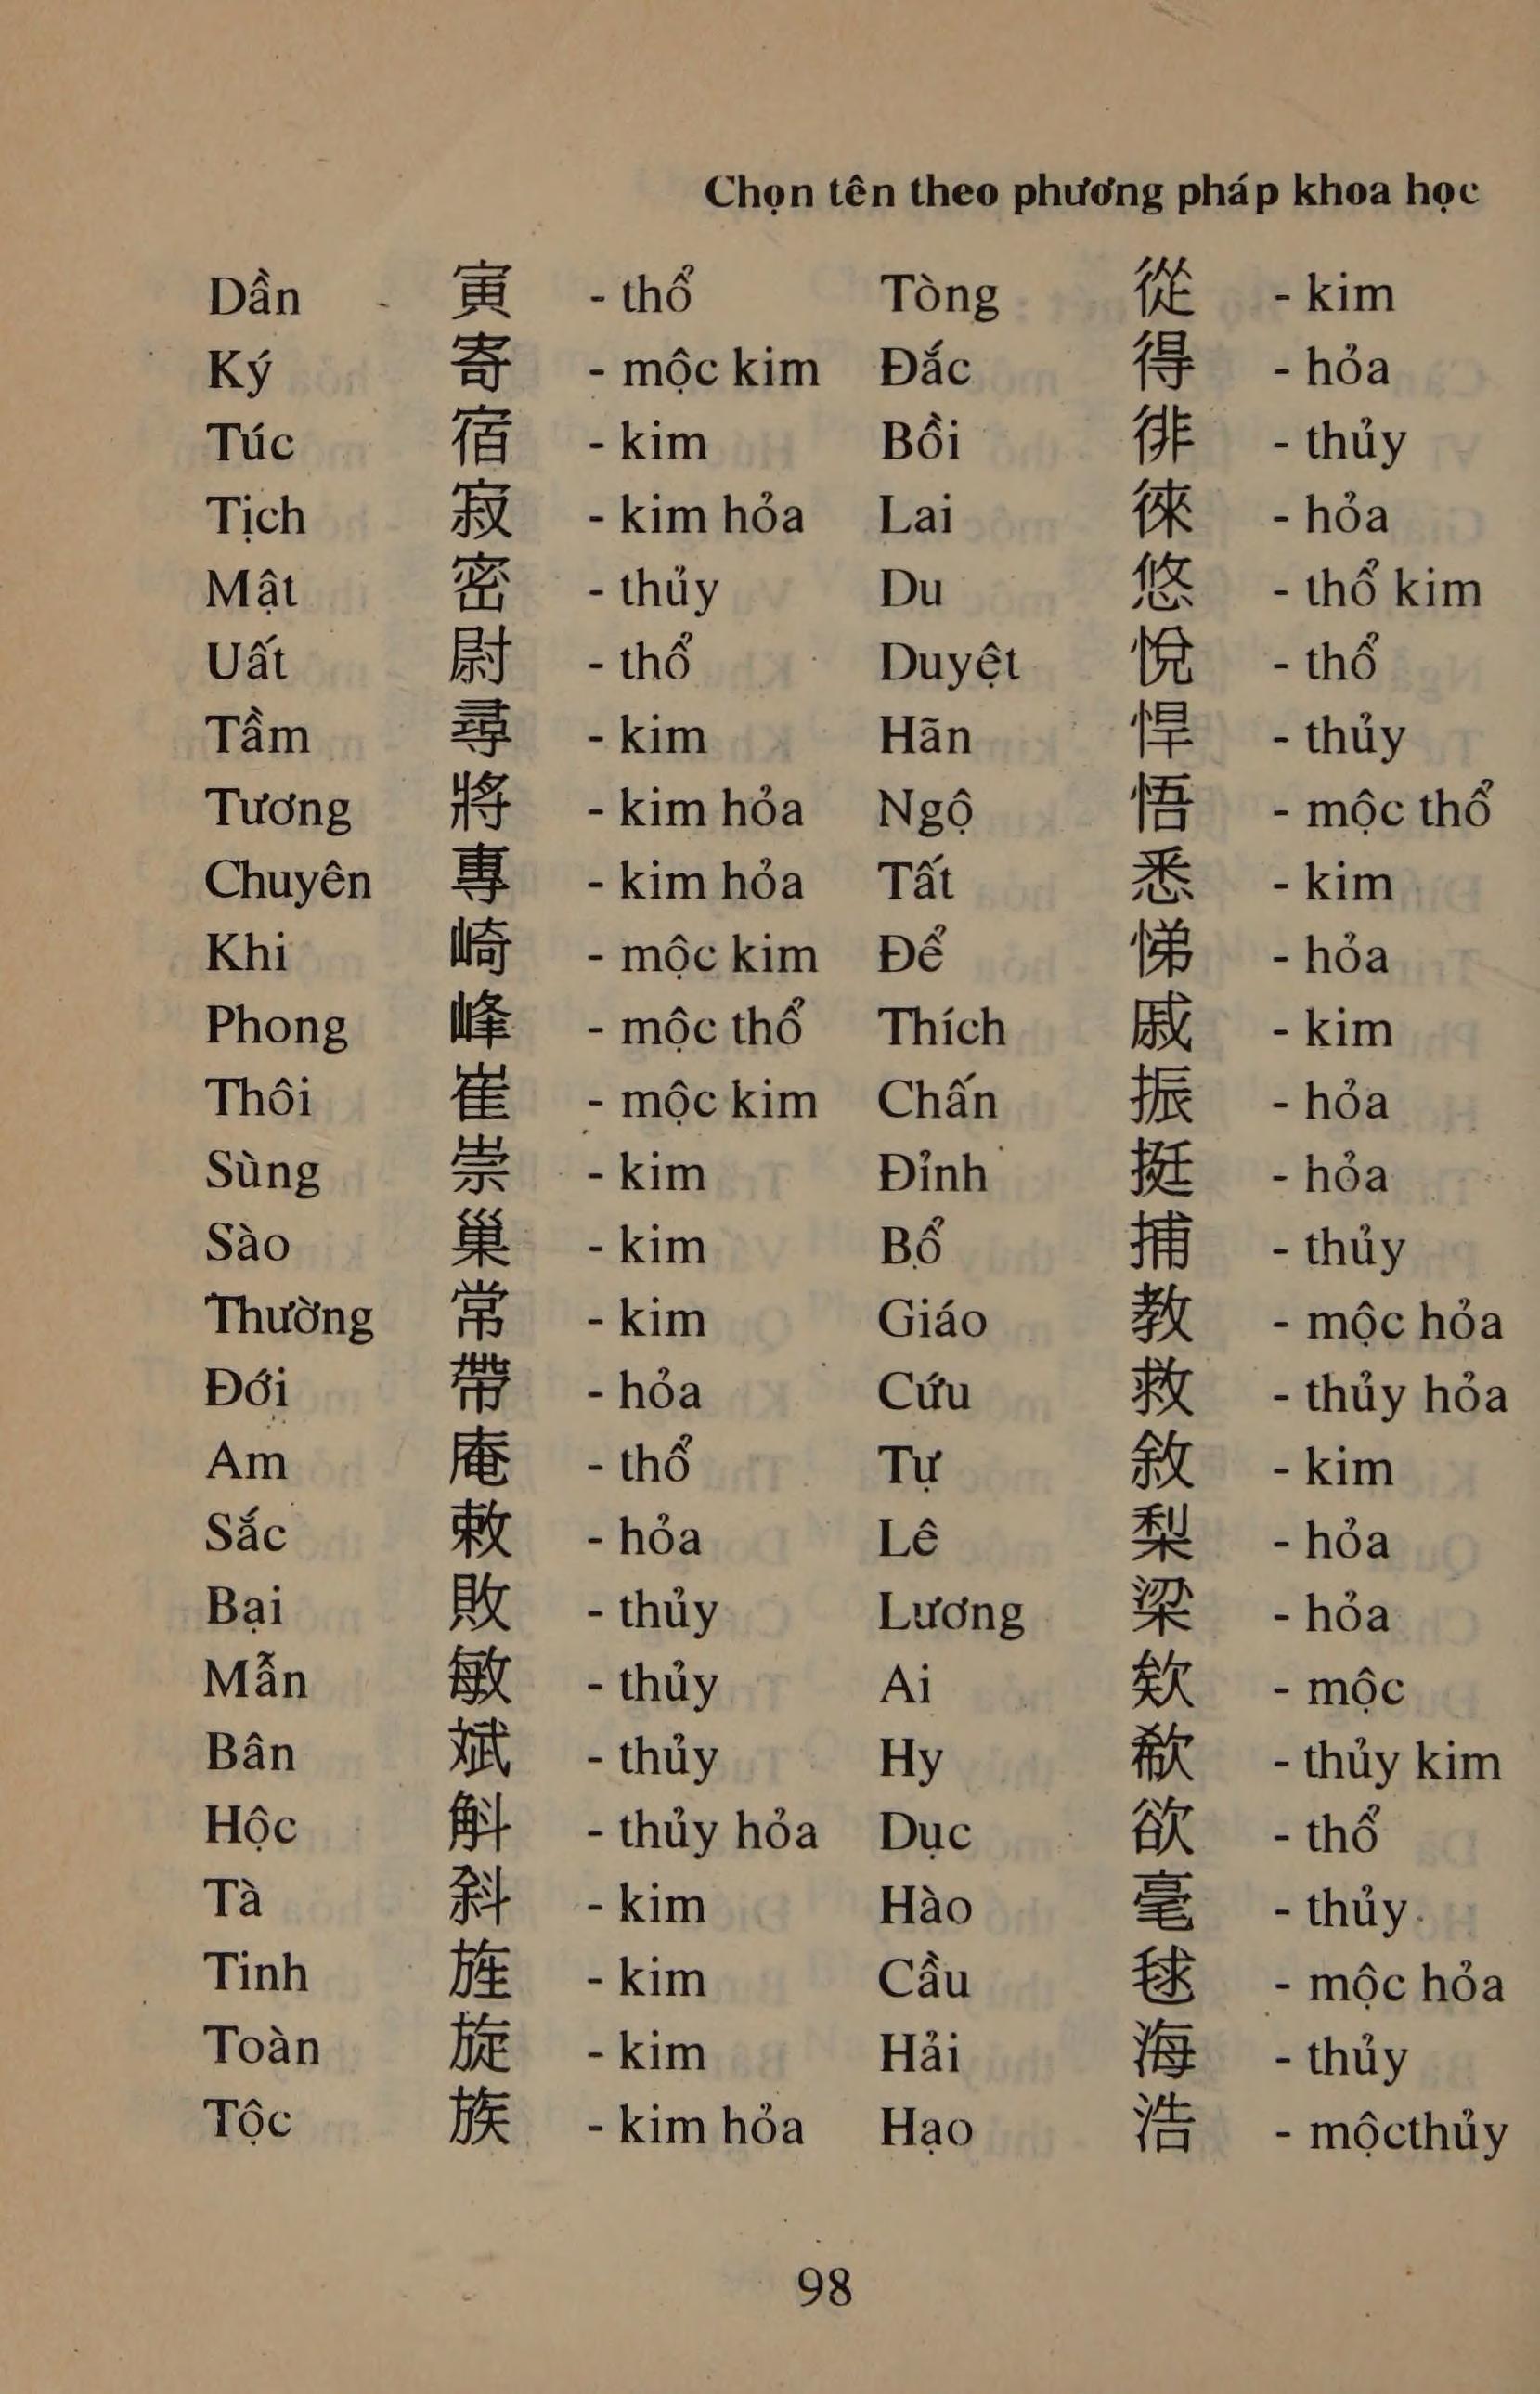 Chọn tên theo phương pháp khoa học
Dần 寅 - thổ Tòng 從 - kim
Ký 寄 - mộc kim Đắc 得 - hỏa
Túc 宿 - kim Bồi 徘 - thủy
Tịch 寂 - kim hỏa Lai 徠 - hỏa
Mật 密 - thủy Du 悠 - thổ kim
Uất 尉 - thổ Duyệt 悅 - thổ
Tầm 尋 - kim Hãn 悍 - thủy
Tương 將 - kim hỏa Ngộ 悟 - mộc thổ
Chuyên 專 - kim hỏa Tất 悉 - kim
Khi 崎 - mộc kim Để 悌 - hỏa
Phong 峰 - mộc thổ Thích 戚 - kim
Thôi 崔 - mộc kim Chấn 振 - hỏa
Sùng 崇 - kim Đỉnh 挺 - hỏa
Sào 巢 - kim Bổ 捕 - thủy
Thường 常 - kim Giáo 教 - mộc hỏa
Đới 帶 - hỏa Cứu 救 - thủy hỏa
Am 庵 - thổ Tự 敘 - kim
Sắc 敕 - hỏa Lê 梨 - hỏa
Bại 敗 - thủy Lương 梁 - hỏa
Mẫn 敏 - thủy Ai 欸 - mộc
Bân 斌 - thủy Hy 欷 - thủy kim
Hộc 斛 - thủy hỏa Dục 欲 - thổ
Tà 斜 - kim Hào 毫 - thủy
Tinh 旌 - kim Cầu 毬 - mộc hỏa
Toàn 旋 - kim Hải 海 - thủy
Tộc 族 - kim hỏa Hạo 浩 - mộcthủy
98